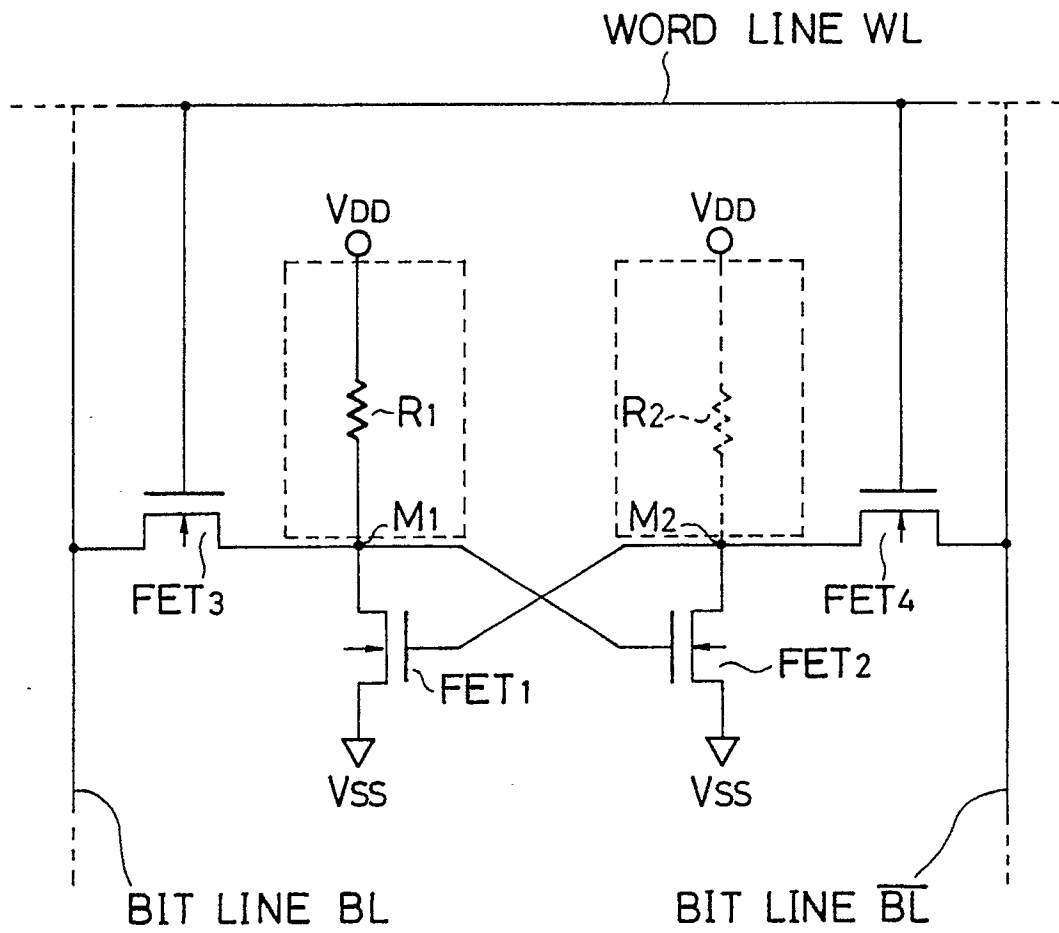 WORD LINE WL
VDD
VDD
R1
R2
M1
M2
FET3
FET4
FET1
FET2
VSS
VSS
BIT LINE BL
BIT LINE B̅L̅